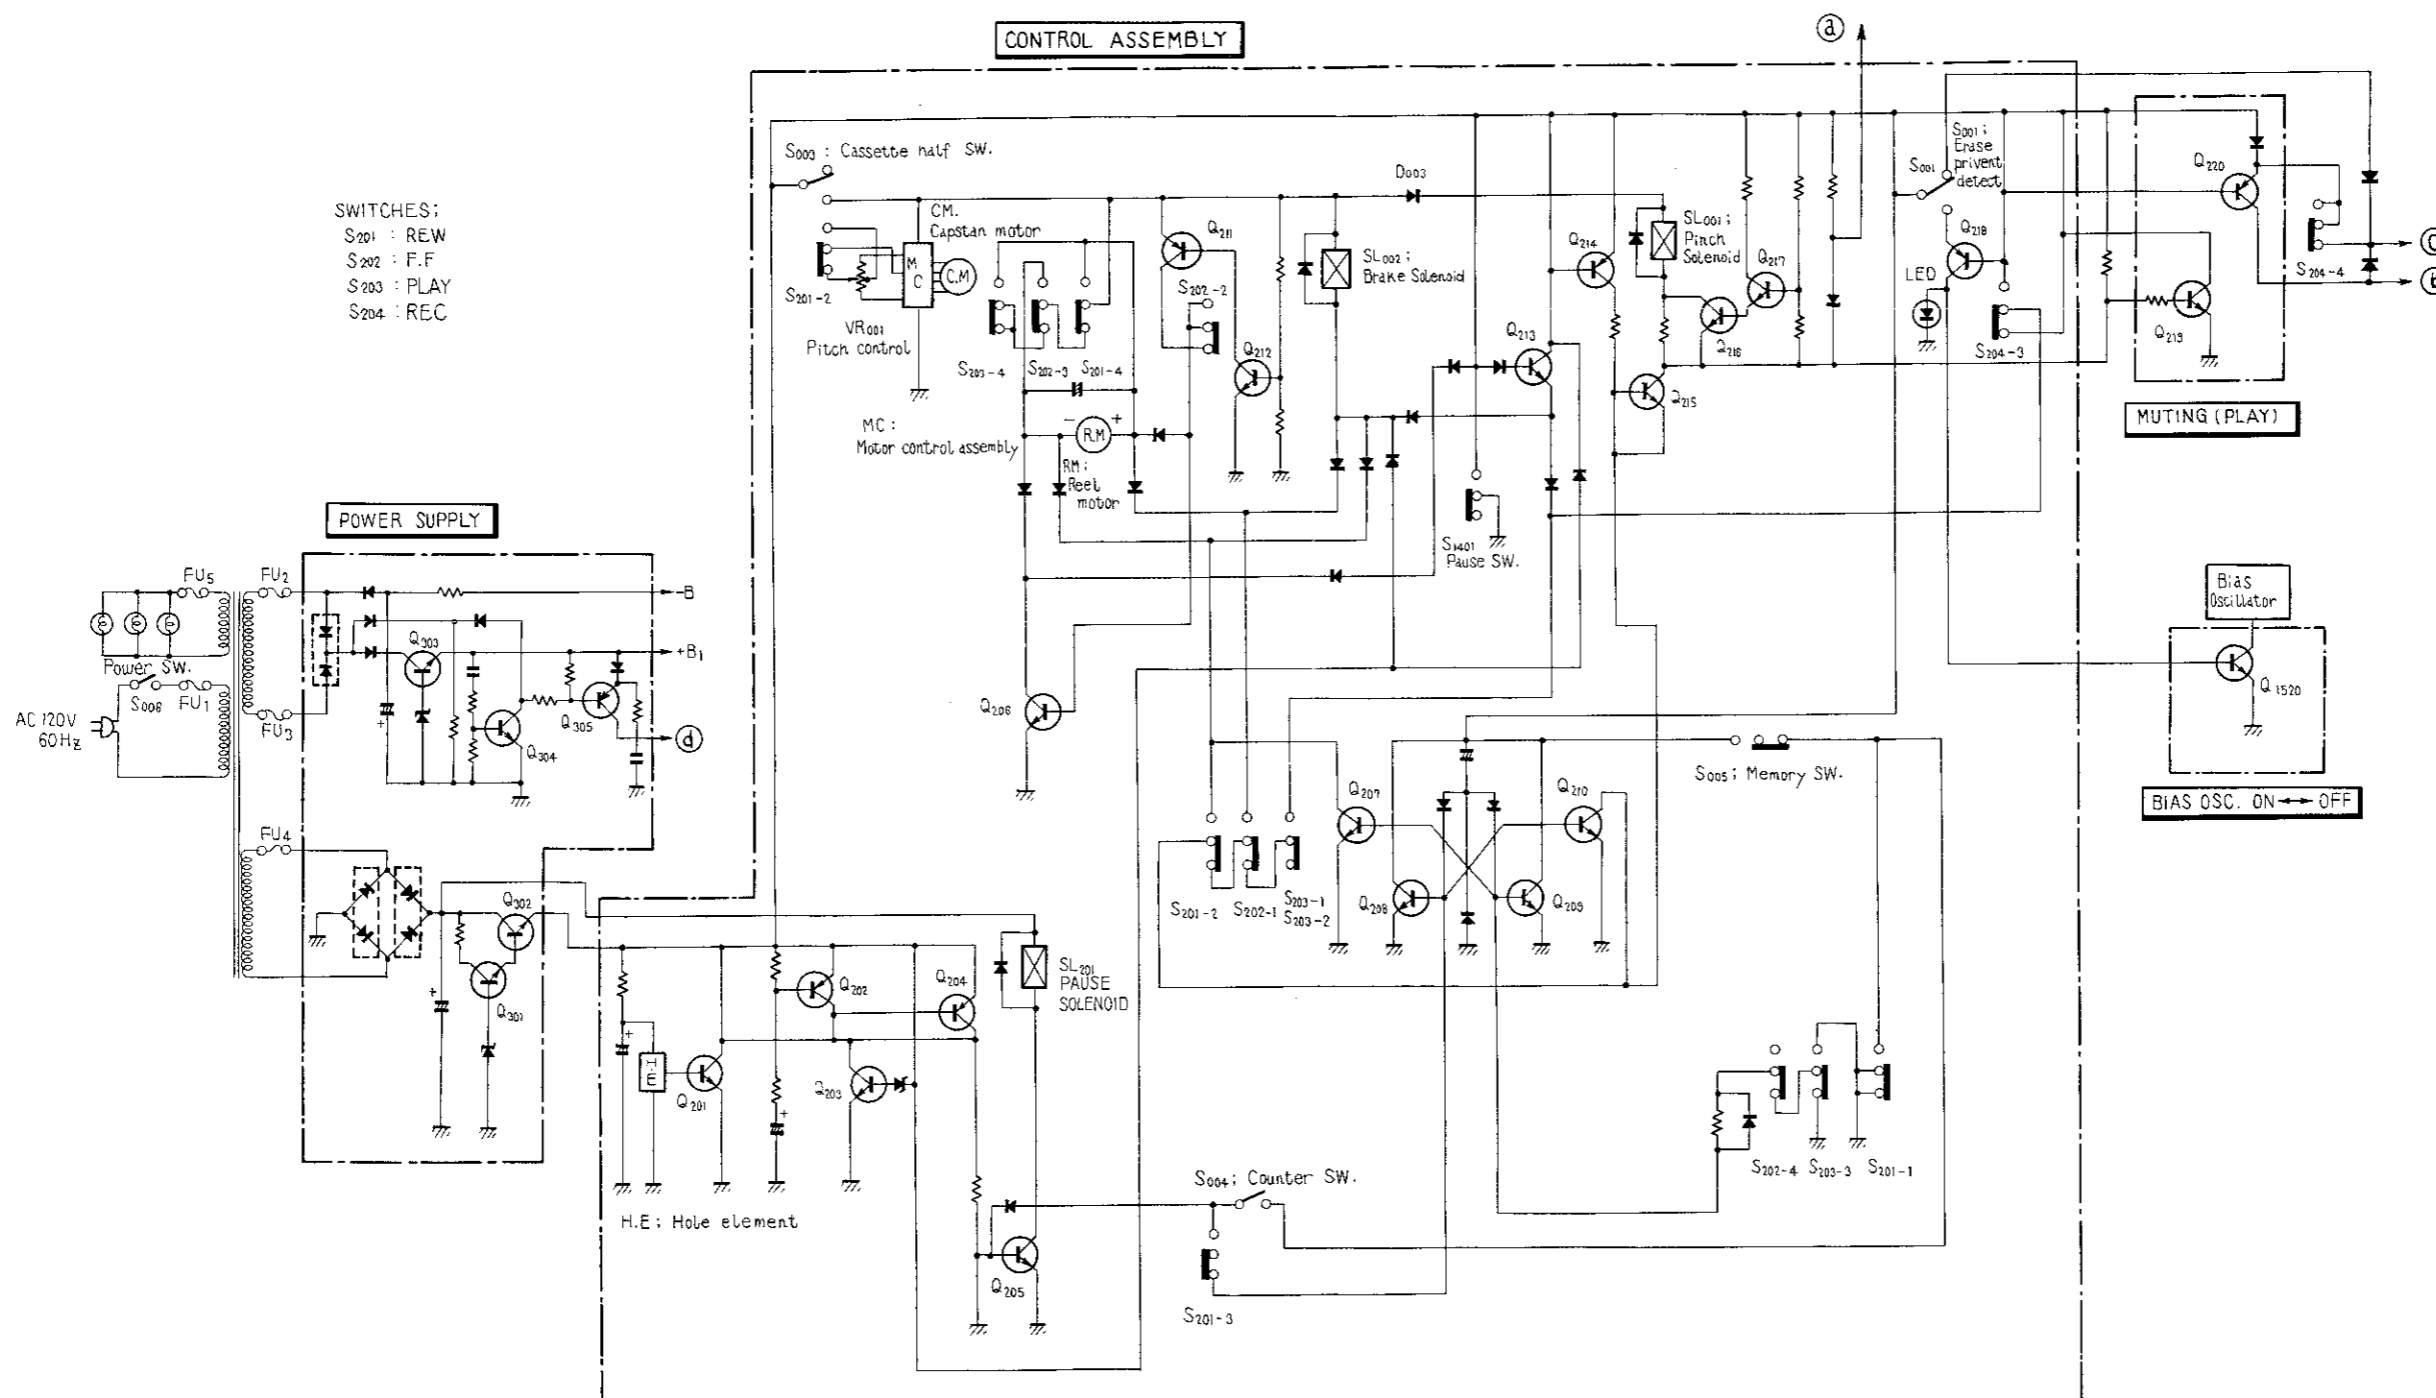 CONTROL ASSEMBLY
a
S003 : Cassette half SW.
SWITCHES;
S201 : REW
S202 : F.F
S203 : PLAY
S204 : REC
CM.
Capstan motor
M
C
C.M
S201-2
VR001
Pitch control
MC :
Motor control assembly
S203-4
S202-3
S201-4
- R.M +
RM ;
Reel
motor
Q211
S202-2
Q212
SL002 ;
Brake Solenoid
D003
Q213
Q214
SL001 ;
Pinch
Solenoid
Q217
Q216
Q215
S1401
Pause SW.
S001 ;
Erase
privent
detect
S001
Q218
LED
S204-3
Q220
Q219
S204-4
MUTING (PLAY)
POWER SUPPLY
FU5
FU2
-B
Q303
+B1
Power SW.
S006
FU1
AC 120V
60Hz
FU3
+
Q304
Q305
d
FU4
Q302
+
Q301
Q206
Bias
Oscillator
Q1520
BIAS OSC. ON ↔ OFF
S005 ; Memory SW.
Q207
Q210
Q208
Q209
S201-2
S202-1
S203-1
S203-2
SL201
PAUSE
SOLENOID
Q202
Q204
+
H.E
Q201
Q203
+
H.E ; Hole element
S004 ; Counter SW.
Q205
S201-3
S202-4
S203-3
S201-1